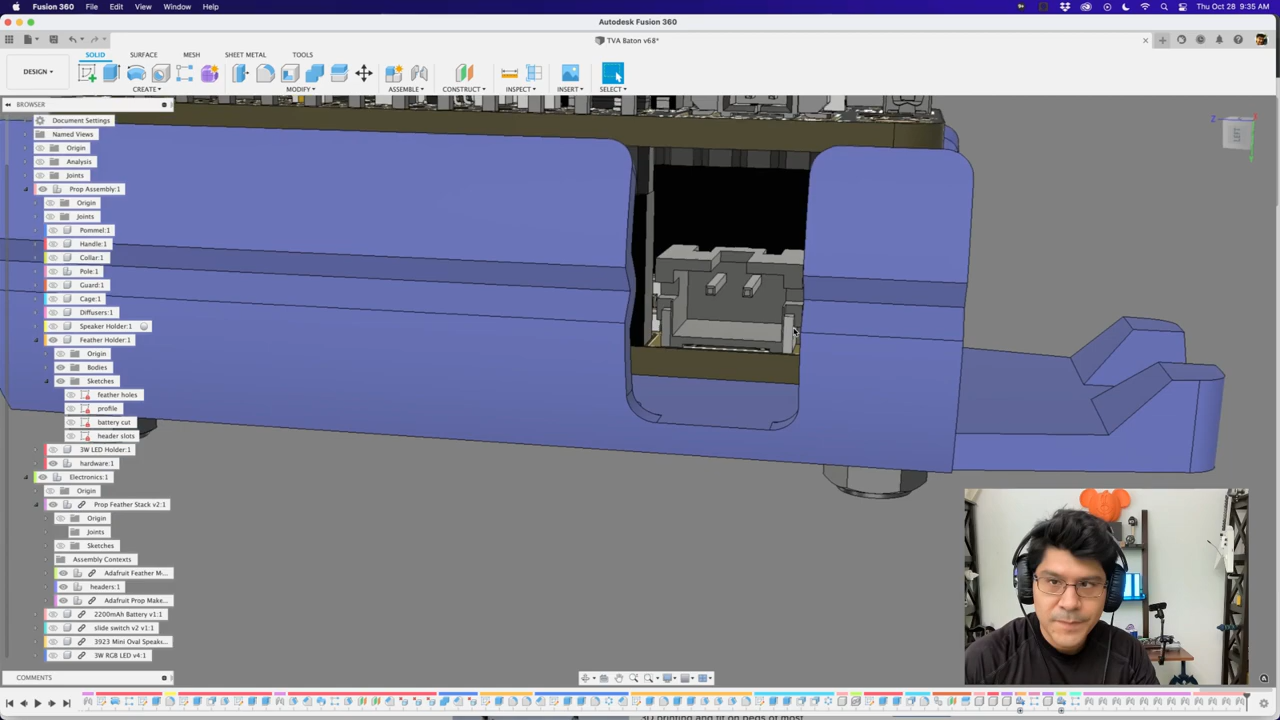 Fusion 360 File Edit View Window Help Thu Oct 28 9:35 AM
Autodesk Fusion 360
TVA Baton v68*
SOLID SURFACE MESH SHEET METAL TOOLS
DESIGN
CREATE MODIFY ASSEMBLE CONSTRUCT INSPECT INSERT SELECT
BROWSER
Document Settings
Named Views
Origin
Analysis
Joints
Prop Assembly:1
Origin
Joints
Pommel:1
Handle:1
Collar:1
Pole:1
Guard:1
Cage:1
Diffusers:1
Speaker Holder:1
Feather Holder:1
Origin
Bodies
Sketches
feather holes
profile
battery cut
header slots
3W LED Holder:1
hardware:1
Electronics:1
Origin
Prop Feather Stack v2:1
Origin
Joints
Sketches
Assembly Contexts
Adafruit Feather M...
headers:1
Adafruit Prop Make...
2200mAh Battery v1:1
slide switch v2 v1:1
3923 Mini Oval Speak...
3W RGB LED v4:1
Z
LEFT
COMMENTS